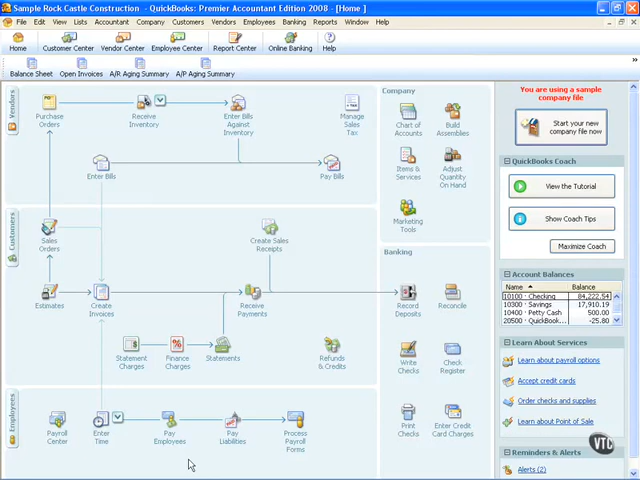 Sample Rock Castle Construction - QuickBooks: Premier Accountant Edition 2008 - [Home ]
File Edit View Lists Accountant Company Customers Vendors Employees Banking Reports Window Help
Home Customer Center Vendor Center Employee Center Report Center Online Banking Help
Balance Sheet Open Invoices A/R Aging Summary A/P Aging Summary
Vendors
Purchase Orders
Receive Inventory
Enter Bills Against Inventory
Manage Sales Tax
Enter Bills
Pay Bills
Customers
Sales Orders
Create Sales Receipts
Estimates
Create Invoices
Receive Payments
Statement Charges
Finance Charges
Statements
Refunds & Credits
Employees
Payroll Center
Enter Time
Pay Employees
Pay Liabilities
Process Payroll Forms
Company
Chart of Accounts
Build Assemblies
Items & Services
Adjust Quantity On Hand
Marketing Tools
Banking
Record Deposits
Reconcile
Write Checks
Check Register
Print Checks
Enter Credit Card Charges
You are using a sample
company file
Start your new
company file now
QuickBooks Coach
View the Tutorial
Show Coach Tips
Maximize Coach
Account Balances
Name Balance
10100 · Checking 84,222.54
10300 · Savings 17,910.19
10400 · Petty Cash 500.00
20500 · QuickBook... -25.80
Learn About Services
Learn about payroll options
Accept credit cards
Order checks and supplies
Learn about Point of Sale
Reminders & Alerts
Alerts (2)
VTC